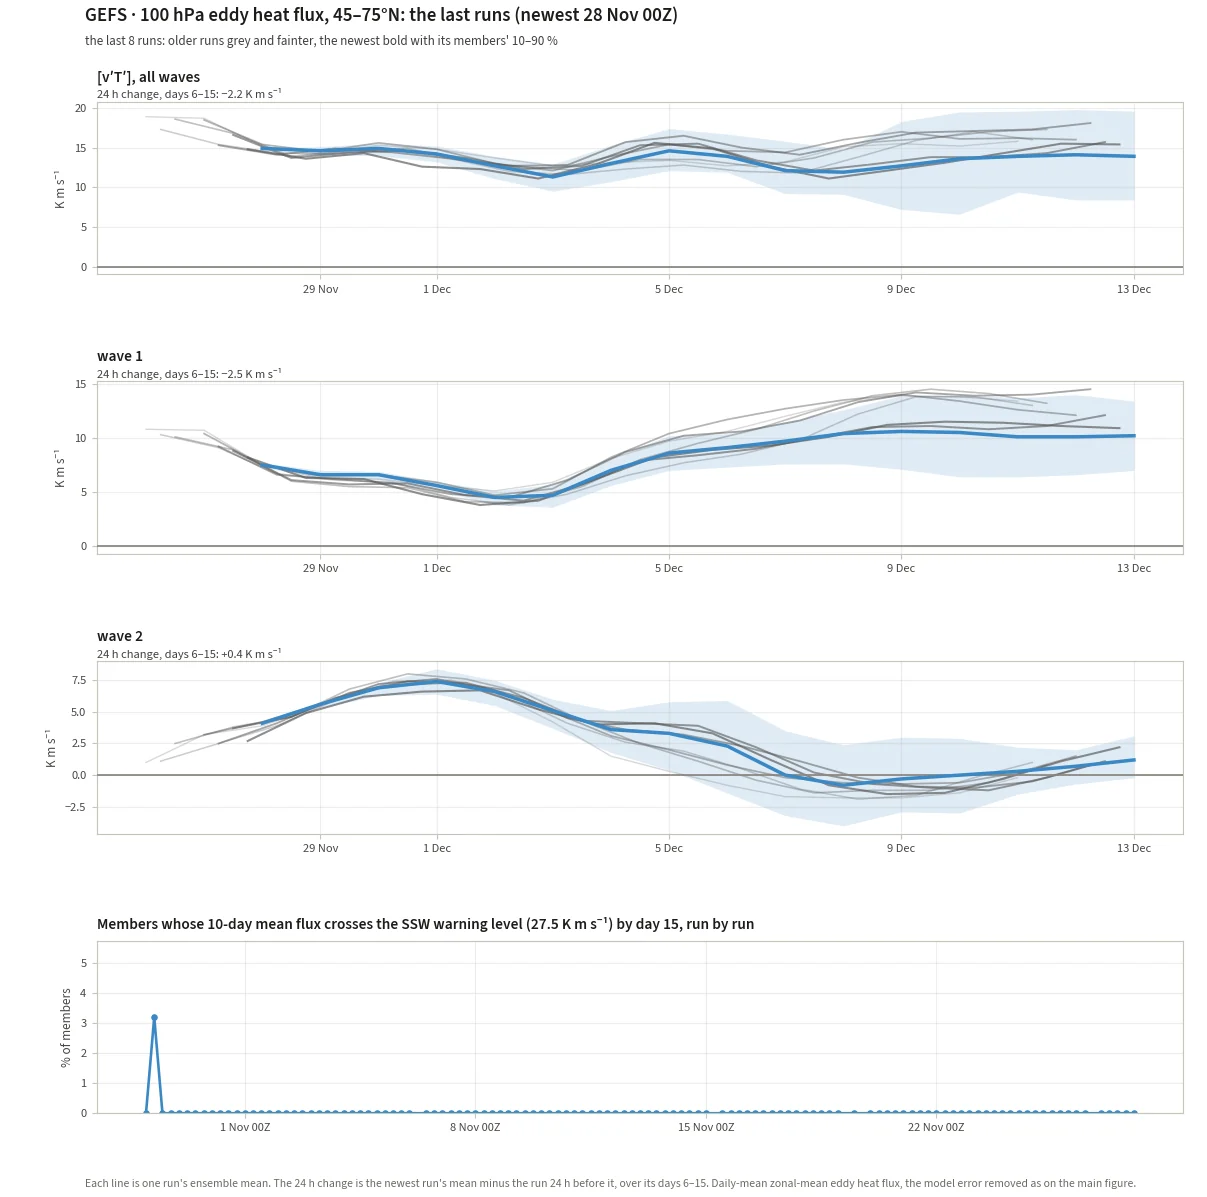 GEFS · 100 hPa eddy heat flux, 45–75°N: the last runs (newest 28 Nov 00Z)
the last 8 runs: older runs grey and fainter, the newest bold with its members' 10–90 %
[v′T′], all waves
24 h change, days 6–15: −2.2 K m s⁻¹
20
15
10
5
0
K m s⁻¹
29 Nov
1 Dec
5 Dec
9 Dec
13 Dec
wave 1
24 h change, days 6–15: −2.5 K m s⁻¹
15
10
5
0
K m s⁻¹
29 Nov
1 Dec
5 Dec
9 Dec
13 Dec
wave 2
24 h change, days 6–15: +0.4 K m s⁻¹
7.5
5.0
2.5
0.0
−2.5
K m s⁻¹
29 Nov
1 Dec
5 Dec
9 Dec
13 Dec
Members whose 10-day mean flux crosses the SSW warning level (27.5 K m s⁻¹) by day 15, run by run
5
4
3
2
1
0
% of members
1 Nov 00Z
8 Nov 00Z
15 Nov 00Z
22 Nov 00Z
Each line is one run's ensemble mean. The 24 h change is the newest run's mean minus the run 24 h before it, over its days 6–15. Daily-mean zonal-mean eddy heat flux, the model error removed as on the main figure.